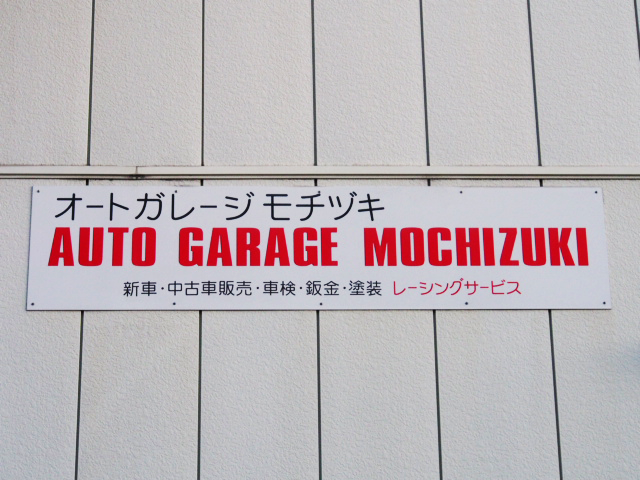 オートガレージ モチヅキ
AUTO GARAGE MOCHIZUKI
新車・中古車販売・車検・鈑金・塗装 レーシングサービス